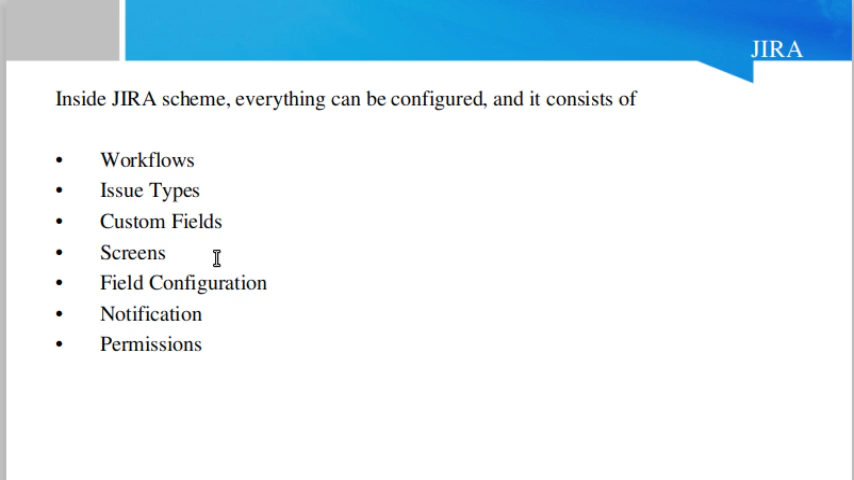 JIRA
Inside JIRA scheme, everything can be configured, and it consists of
• Workflows
• Issue Types
• Custom Fields
• Screens
• Field Configuration
• Notification
• Permissions